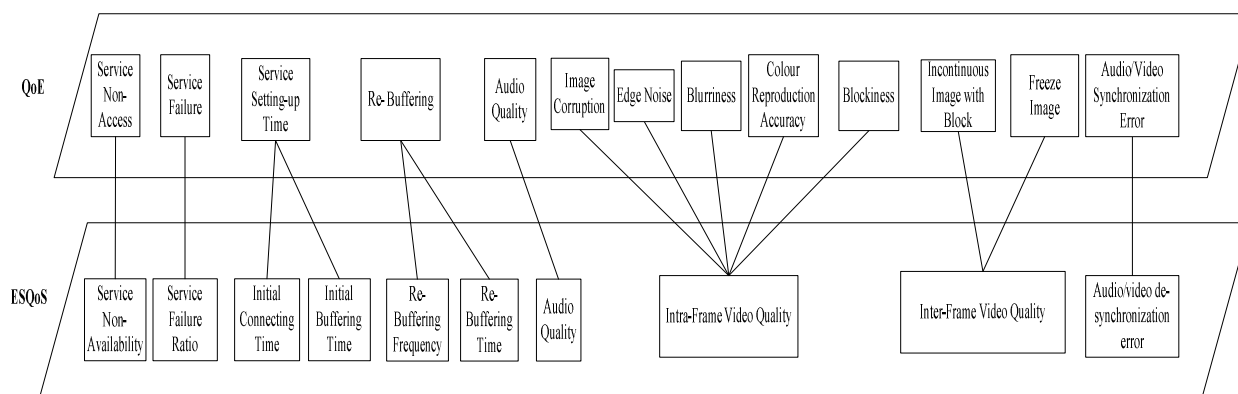 QoE
Service
Non-
Access
Service
Failure
Service
Setting-up
Time
Re- Buffering
Audio
Quality
Image
Corruption
Edge Noise
Blurriness
Colour
Reproduction
Accuracy
Blockiness
Incontinuous
Image with
Block
Freeze
Image
Audio/Video
Synchronization
Error
ESQoS
Service
Non-
Availability
Service
Failure
Ratio
Initial
Connecting
Time
Initial
Buffering
Time
Re-
Buffering
Frequency
Re-
Buffering
Time
Audio
Quality
Intra-Frame Video Quality
Inter-Frame Video Quality
Audio/video de-
synchronization
error